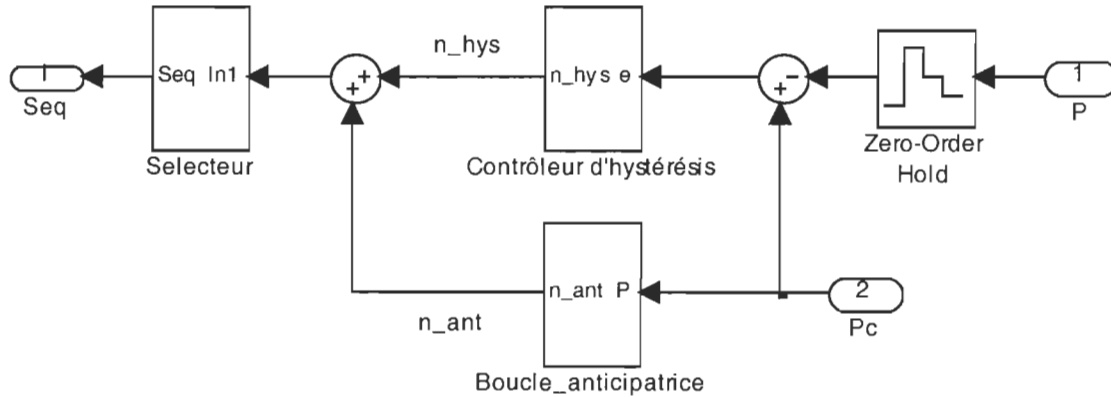 n_hys
1
Seq
Seq In1
Selecteur
+
+
n_hys e
Contrôleur d'hystérésis
-
+
Zero-Order
Hold
1
P
n_ant
n_ant P
Boucle_anticipatrice
2
Pc